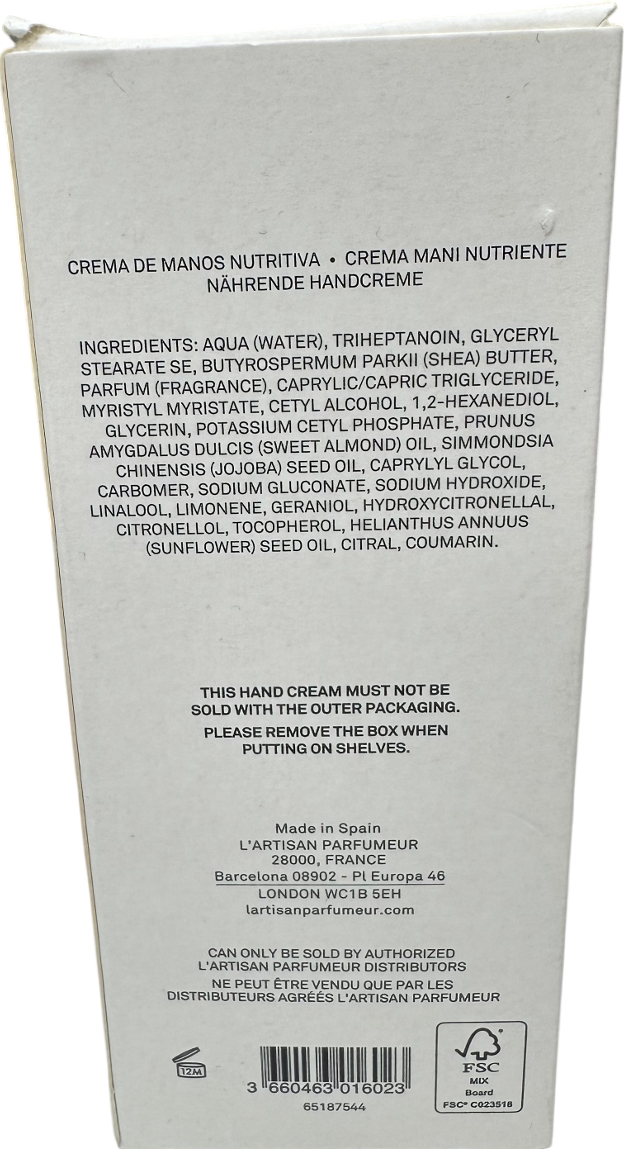 CREMA DE MANOS NUTRITIVA • CREMA MANI NUTRIENTE
NÄHRENDE HANDCREME
INGREDIENTS: AQUA (WATER), TRIHEPTANOIN, GLYCERYL
STEARATE SE, BUTYROSPERMUM PARKII (SHEA) BUTTER,
PARFUM (FRAGRANCE), CAPRYLIC/CAPRIC TRIGLYCERIDE,
MYRISTYL MYRISTATE, CETYL ALCOHOL, 1,2-HEXANEDIOL,
GLYCERIN, POTASSIUM CETYL PHOSPHATE, PRUNUS
AMYGDALUS DULCIS (SWEET ALMOND) OIL, SIMMONDSIA
CHINENSIS (JOJOBA) SEED OIL, CAPRYLYL GLYCOL,
CARBOMER, SODIUM GLUCONATE, SODIUM HYDROXIDE,
LINALOOL, LIMONENE, GERANIOL, HYDROXYCITRONELLAL,
CITRONELLOL, TOCOPHEROL, HELIANTHUS ANNUUS
(SUNFLOWER) SEED OIL, CITRAL, COUMARIN.
THIS HAND CREAM MUST NOT BE
SOLD WITH THE OUTER PACKAGING.
PLEASE REMOVE THE BOX WHEN
PUTTING ON SHELVES.
Made in Spain
L'ARTISAN PARFUMEUR
28000, FRANCE
Barcelona 08902 - Pl Europa 46
LONDON WC1B 5EH
lartisanparfumeur.com
CAN ONLY BE SOLD BY AUTHORIZED
L'ARTISAN PARFUMEUR DISTRIBUTORS
NE PEUT ÊTRE VENDU QUE PAR LES
DISTRIBUTEURS AGRÉÉS L'ARTISAN PARFUMEUR
12M
3 660463 016023
65187544
FSC
MIX
Board
FSC® C023518